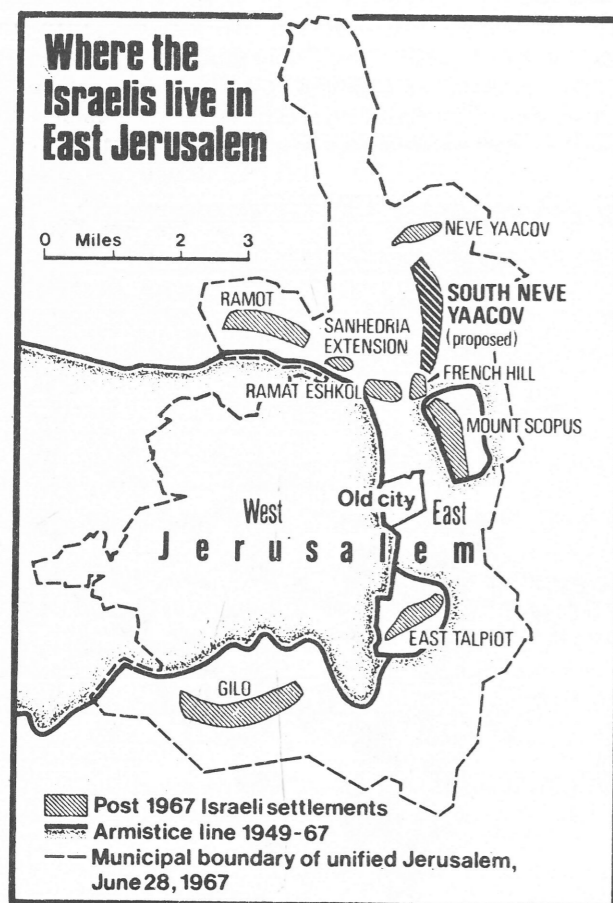 Where the
Israelis live in
East Jerusalem
0 Miles 2 3
NEVE YAACOV
RAMOT
SOUTH NEVE
YAACOV
(proposed)
SANHEDRIA
EXTENSION
FRENCH HILL
RAMAT ESHKOL
MOUNT SCOPUS
Old city
West
East
Jerusalem
EAST TALPIOT
GILO
Post 1967 Israeli settlements
Armistice line 1949-67
Municipal boundary of unified Jerusalem,
June 28, 1967